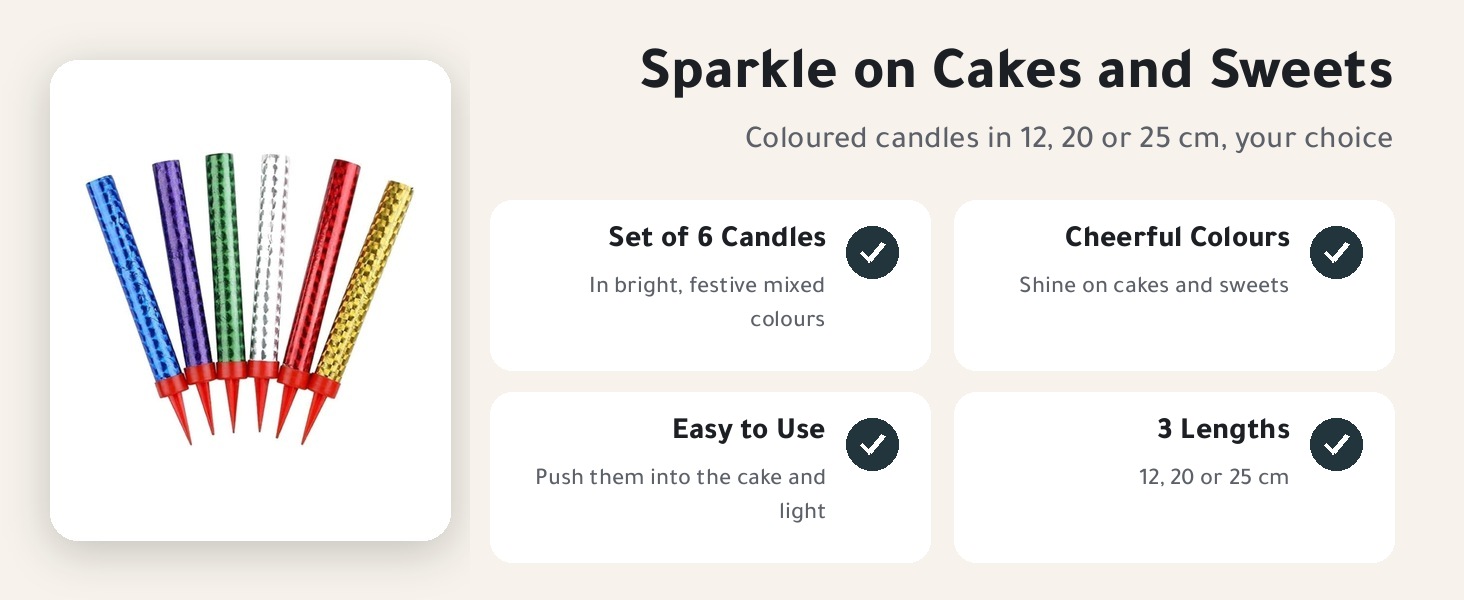 Sparkle on Cakes and Sweets
Coloured candles in 12, 20 or 25 cm, your choice
Set of 6 Candles
In bright, festive mixed
colours
Cheerful Colours
Shine on cakes and sweets
Easy to Use
Push them into the cake and
light
3 Lengths
12, 20 or 25 cm